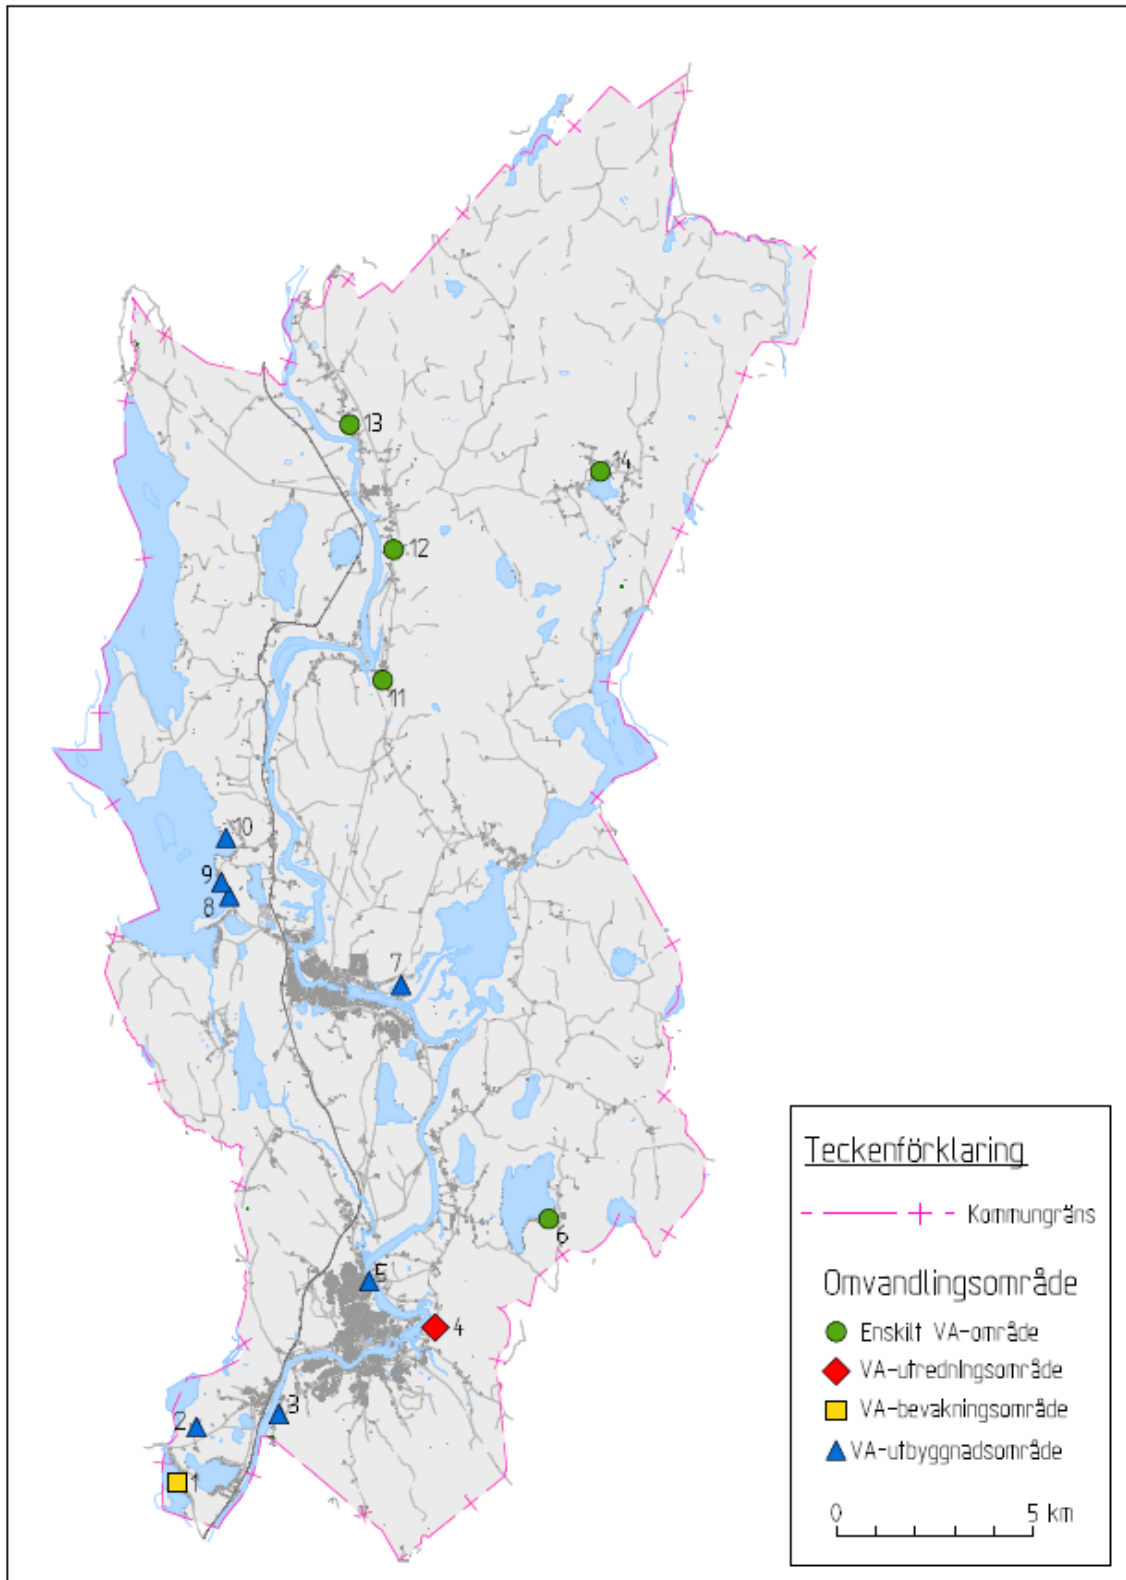 13
14
12
11
10
9
8
7
6
5
4
3
2
1
Teckenförklaring
Kommungräns
Omvandlingsområde
Enskilt VA-område
VA-utredningsområde
VA-bevakningsområde
VA-utbyggnadsområde
0 5 km